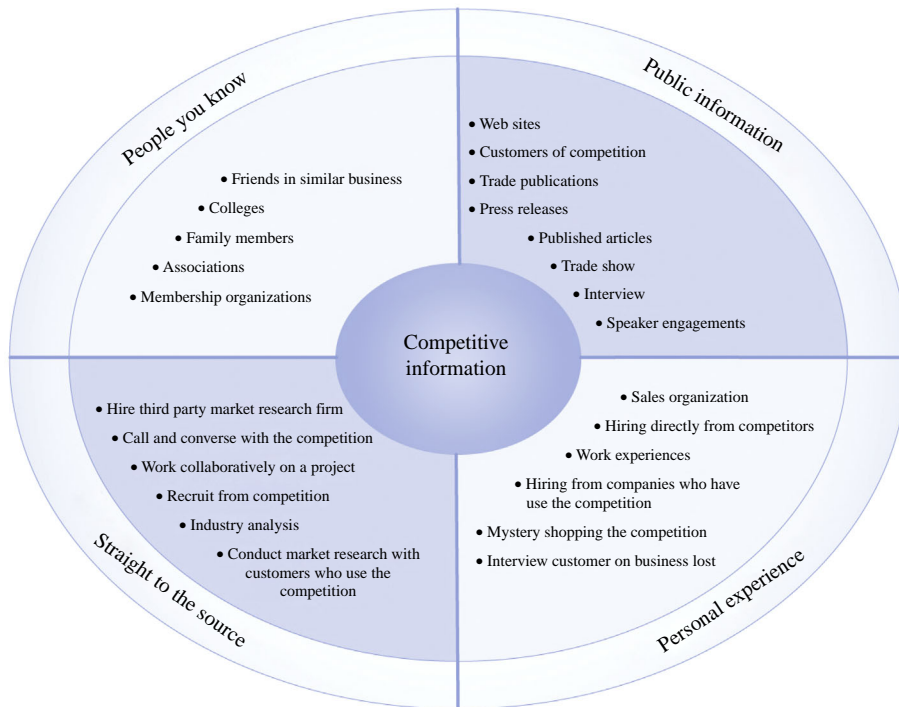 People you know
• Friends in similar business
• Colleges
• Family members
• Associations
• Membership organizations
Public information
• Web sites
• Customers of competition
• Trade publications
• Press releases
• Published articles
• Trade show
• Interview
• Speaker engagements
Competitive
information
Straight to the source
• Hire third party market research firm
• Call and converse with the competition
• Work collaboratively on a project
• Recruit from competition
• Industry analysis
• Conduct market research with
customers who use the
competition
Personal experience
• Sales organization
• Hiring directly from competitors
• Work experiences
• Hiring from companies who have
use the competition
• Mystery shopping the competition
• Interview customer on business lost